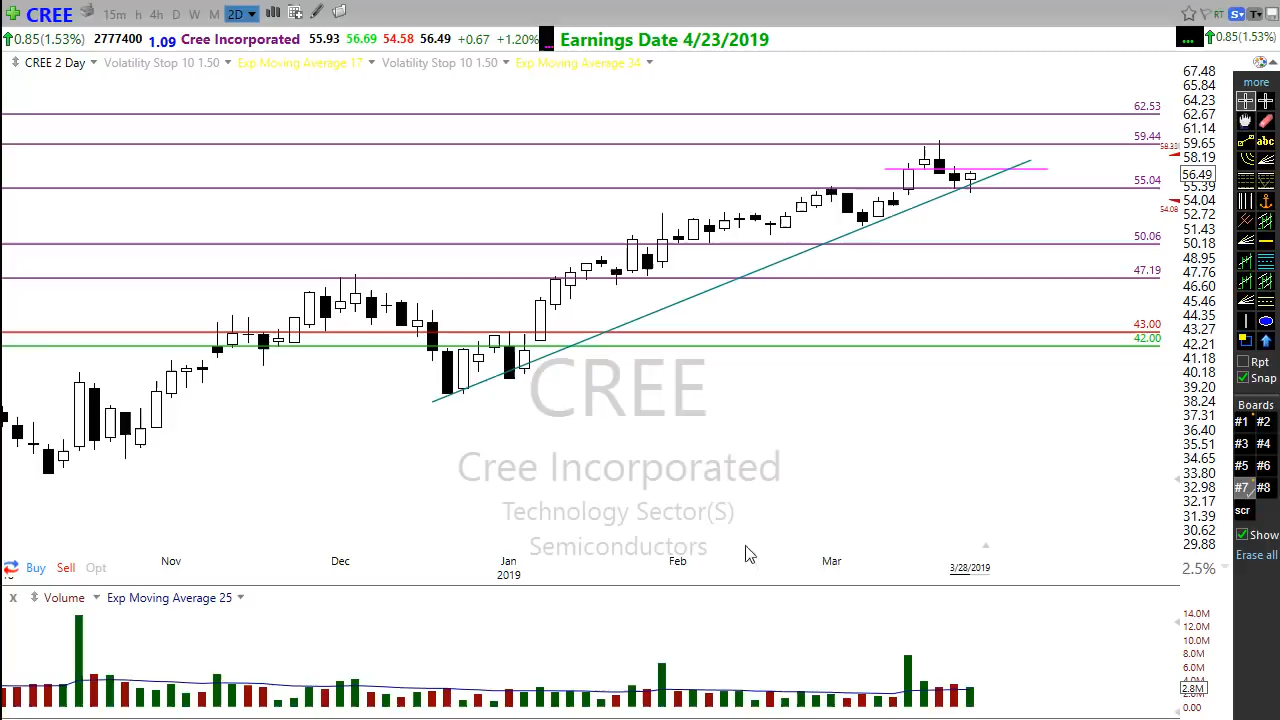 CREE 15m h 4h D W M 2D RT S T
0.85(1.53%) 2777400 1.09 Cree Incorporated 55.93 56.69 54.58 56.49 +0.67 +1.20% ... Earnings Date 4/23/2019 ... 0.85(1.53%)
CREE 2 Day Volatility Stop 10 1.50 Exp Moving Average 17 Volatility Stop 10 1.50 Exp Moving Average 34
more
abc
67.48
65.84
64.23
62.67
61.14
59.65
58.19
56.49
55.39
54.04
52.72
51.43
50.18
48.95
47.76
46.60
45.46
44.35
43.27
42.21
41.18
40.18
39.20
38.24
37.31
36.40
35.51
34.65
33.80
32.98
32.17
31.39
30.62
29.88
62.53
59.44
58.33
55.04
54.08
50.06
47.19
43.00
42.00
CREE
Cree Incorporated
Technology Sector(S)
Semiconductors
Rpt
Snap
Boards
#1 #2
#3 #4
#5 #6
#7 #8
scr
Show
Erase all
Nov Dec Jan Feb Mar
2019 3/28/2019
Buy Sell Opt 2.5%
X Volume Exp Moving Average 25
14.0M
12.0M
10.0M
8.0M
6.0M
4.0M
2.8M
0.00